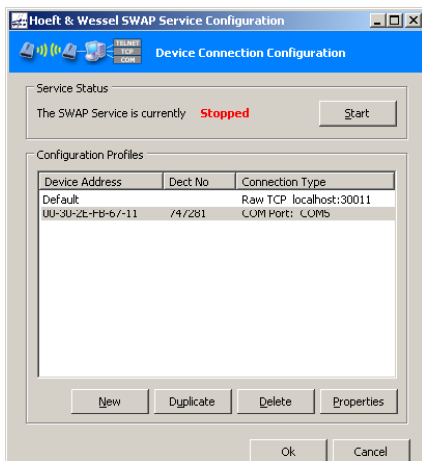 Hoeft & Wessel SWAP Service Configuration
TELNET
TCP
COM
Device Connection Configuration
Service Status
The SWAP Service is currently Stopped
Start
Configuration Profiles
Device Address Dect No Connection Type
Default Raw TCP localhost:30011
00-30-2E-FB-67-11 747281 COM Port: COM5
New Duplicate Delete Properties
Ok Cancel